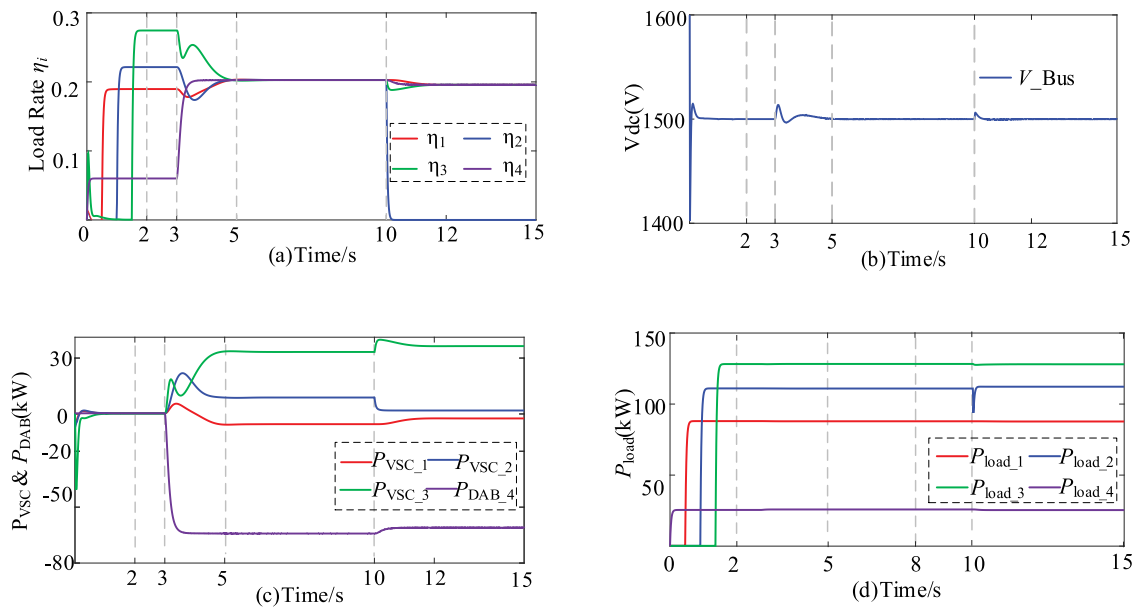 0.3
0.2
0.1
Load Rate ηi
η1 η2
η3 η4
0 2 3 5 10 12 15
(a)Time/s
1600
1500
1400
Vdc(V)
V_Bus
2 3 5 10 12 15
(b)Time/s
30
0
-20
-50
-80
PVSC & PDAB(kW)
PVSC_1 PVSC_2
PVSC_3 PDAB_4
2 3 5 10 15
(c)Time/s
150
100
50
Pload(kW)
Pload_1 Pload_2
Pload_3 Pload_4
0 2 5 8 10 15
(d)Time/s